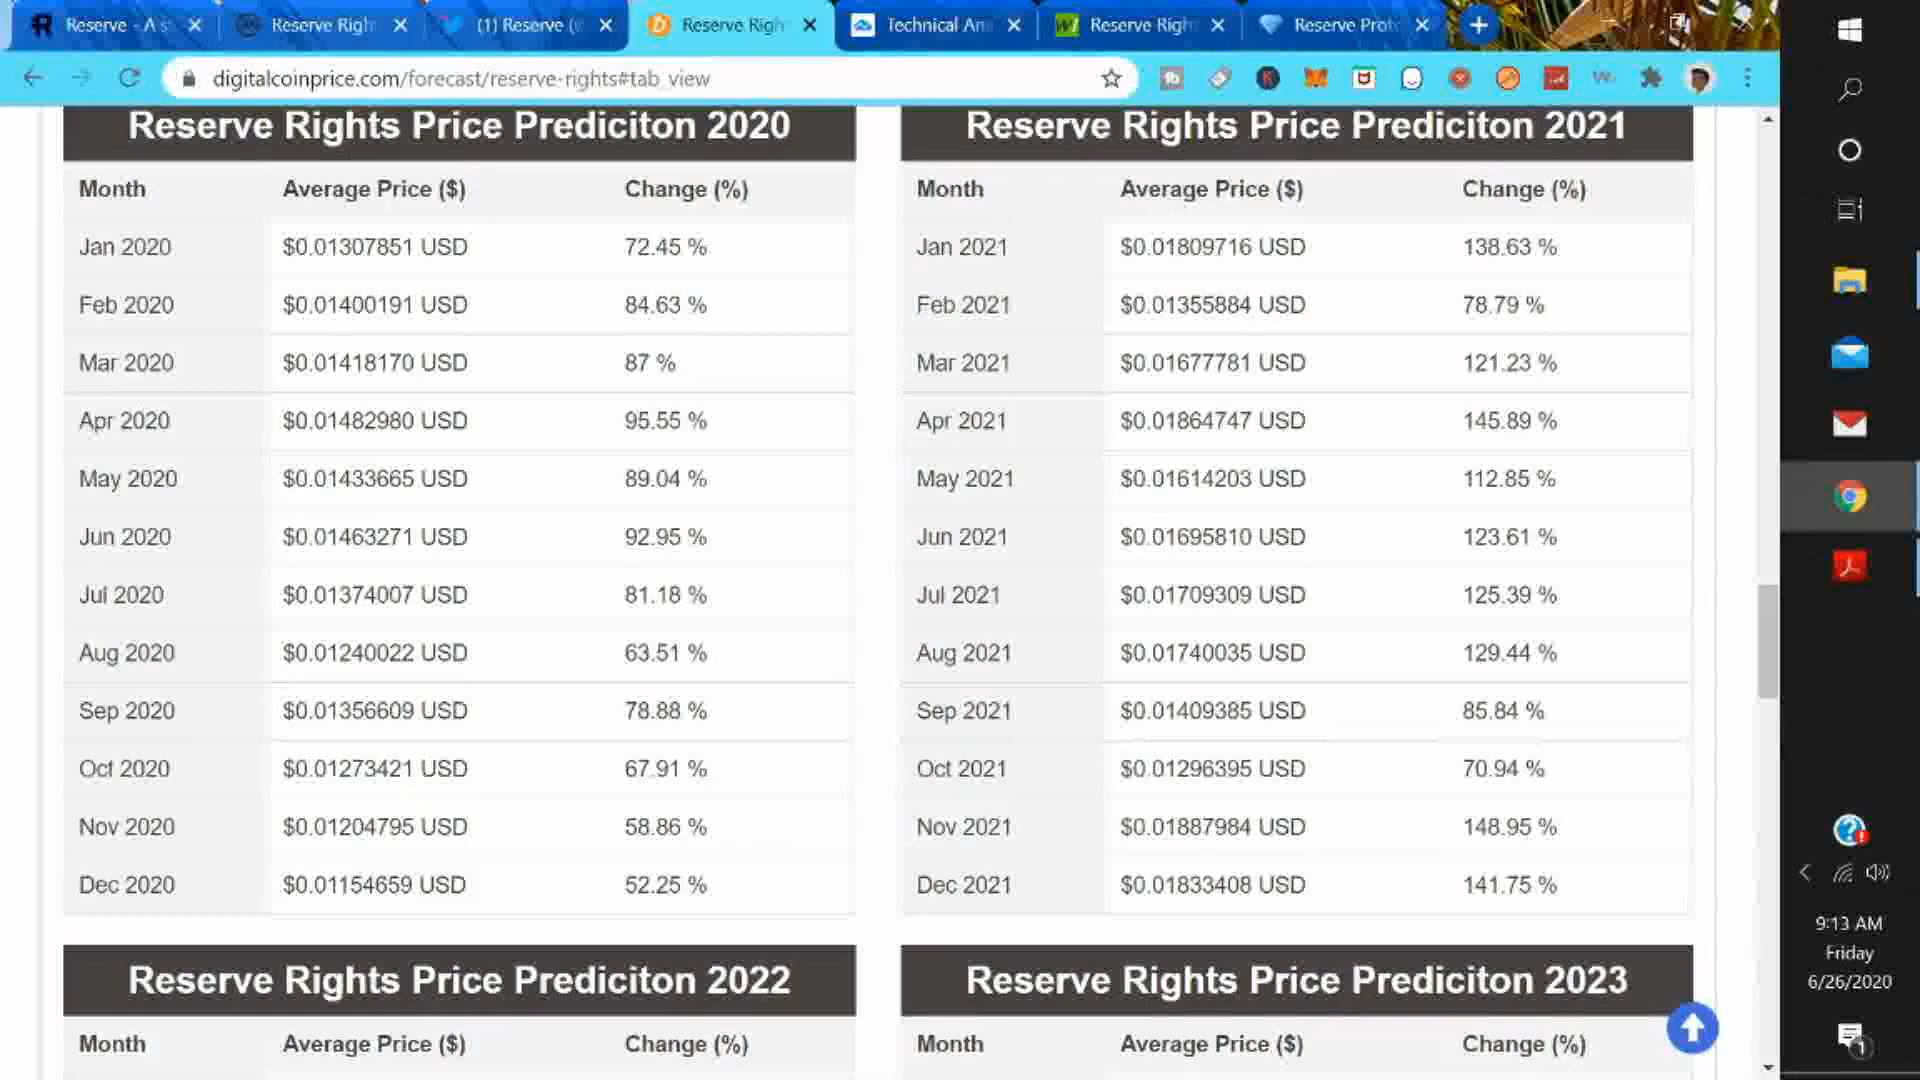 Reserve - A s
Reserve Righ
(1) Reserve (
Reserve Righ
Technical An
Reserve Righ
Reserve Prot
digitalcoinprice.com/forecast/reserve-rights#tab_view
Reserve Rights Price Prediciton 2020
Month Average Price ($) Change (%)
Jan 2020 $0.01307851 USD 72.45 %
Feb 2020 $0.01400191 USD 84.63 %
Mar 2020 $0.01418170 USD 87 %
Apr 2020 $0.01482980 USD 95.55 %
May 2020 $0.01433665 USD 89.04 %
Jun 2020 $0.01463271 USD 92.95 %
Jul 2020 $0.01374007 USD 81.18 %
Aug 2020 $0.01240022 USD 63.51 %
Sep 2020 $0.01356609 USD 78.88 %
Oct 2020 $0.01273421 USD 67.91 %
Nov 2020 $0.01204795 USD 58.86 %
Dec 2020 $0.01154659 USD 52.25 %
Reserve Rights Price Prediciton 2021
Month Average Price ($) Change (%)
Jan 2021 $0.01809716 USD 138.63 %
Feb 2021 $0.01355884 USD 78.79 %
Mar 2021 $0.01677781 USD 121.23 %
Apr 2021 $0.01864747 USD 145.89 %
May 2021 $0.01614203 USD 112.85 %
Jun 2021 $0.01695810 USD 123.61 %
Jul 2021 $0.01709309 USD 125.39 %
Aug 2021 $0.01740035 USD 129.44 %
Sep 2021 $0.01409385 USD 85.84 %
Oct 2021 $0.01296395 USD 70.94 %
Nov 2021 $0.01887984 USD 148.95 %
Dec 2021 $0.01833408 USD 141.75 %
Reserve Rights Price Prediciton 2022
Month Average Price ($) Change (%)
Reserve Rights Price Prediciton 2023
Month Average Price ($) Change (%)
9:13 AM
Friday
6/26/2020
1